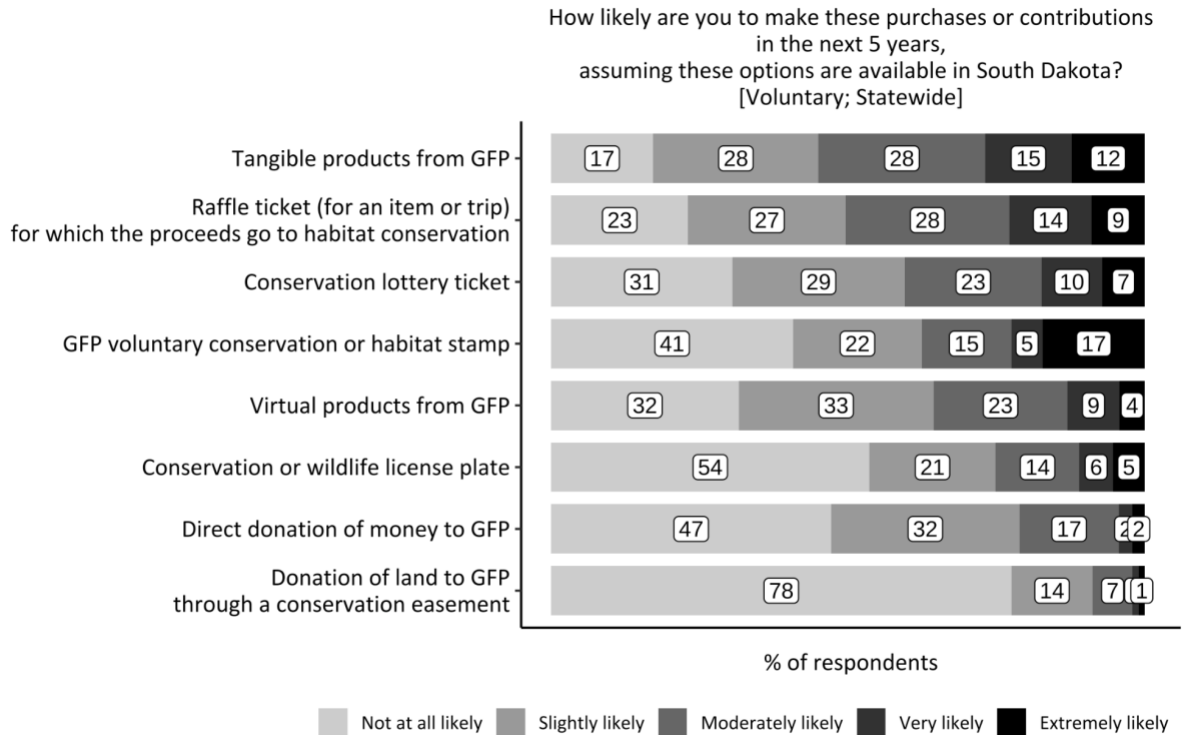 How likely are you to make these purchases or contributions
in the next 5 years,
assuming these options are available in South Dakota?
[Voluntary; Statewide]
Tangible products from GFP
17 28 28 15 12
Raffle ticket (for an item or trip)
for which the proceeds go to habitat conservation
23 27 28 14 9
Conservation lottery ticket
31 29 23 10 7
GFP voluntary conservation or habitat stamp
41 22 15 5 17
Virtual products from GFP
32 33 23 9 4
Conservation or wildlife license plate
54 21 14 6 5
Direct donation of money to GFP
47 32 17 2 2
Donation of land to GFP
through a conservation easement
78 14 7 1
% of respondents
Not at all likely Slightly likely Moderately likely Very likely Extremely likely